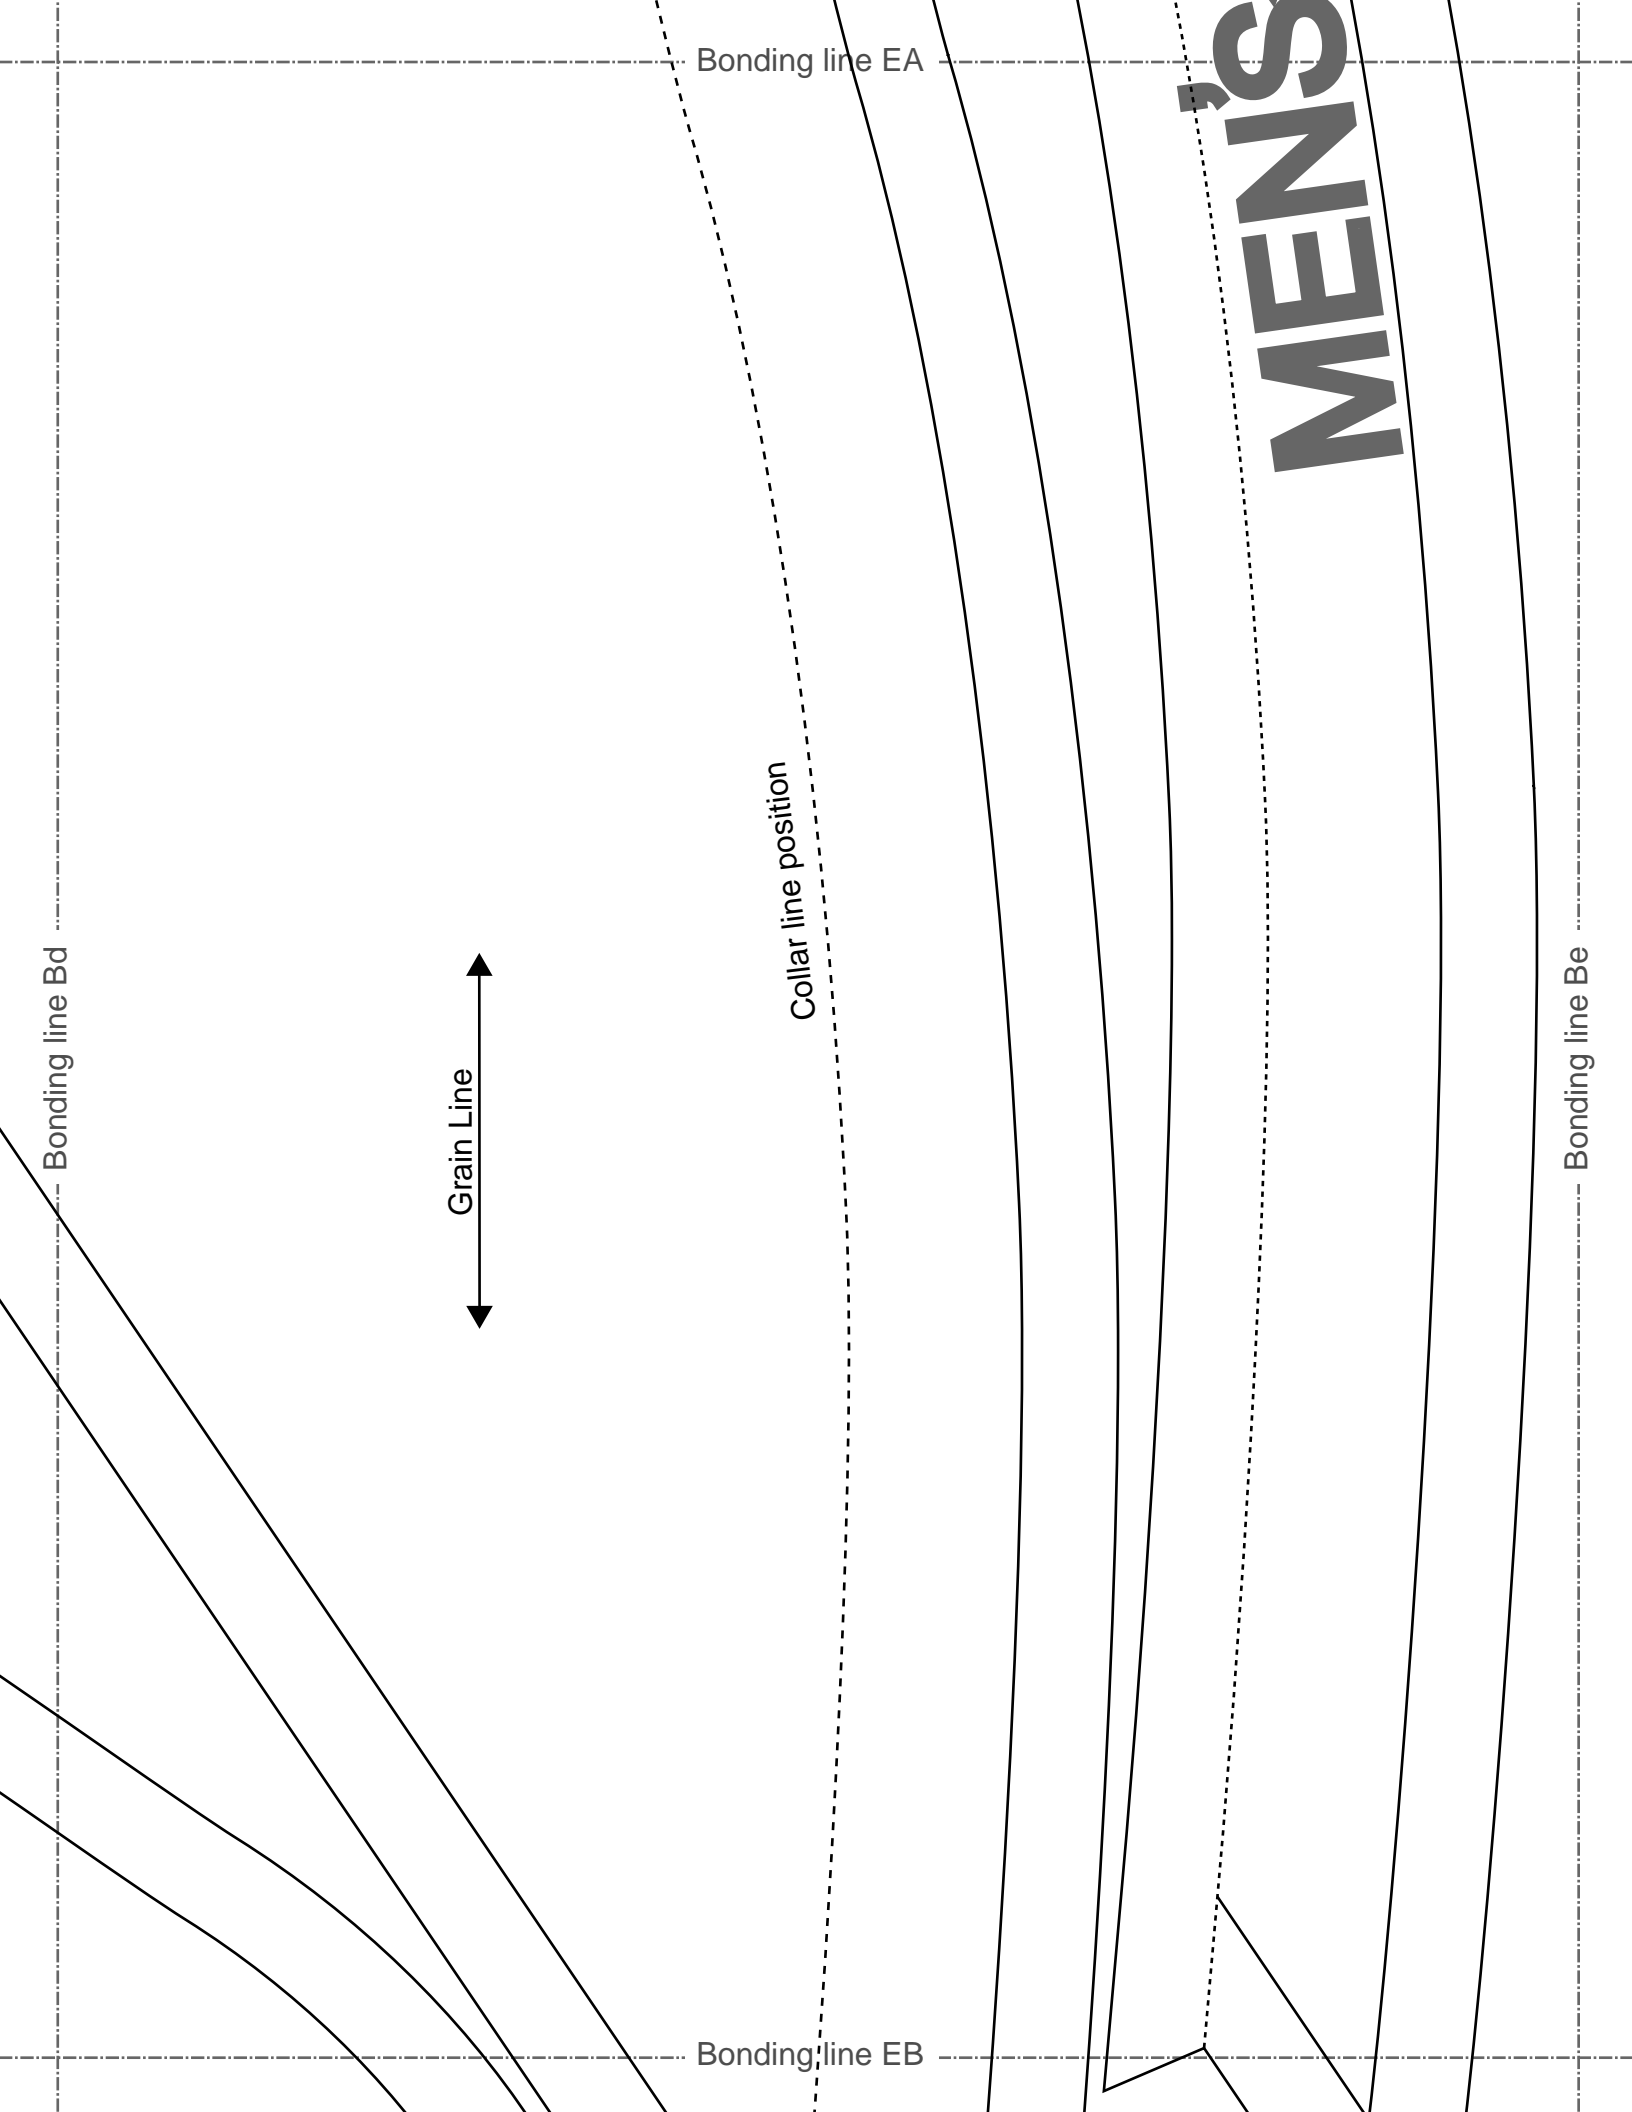 Bonding line EA
MEN'S
Collar line position
Bonding line Bd
Grain Line
Bonding line Be
Bonding line EB